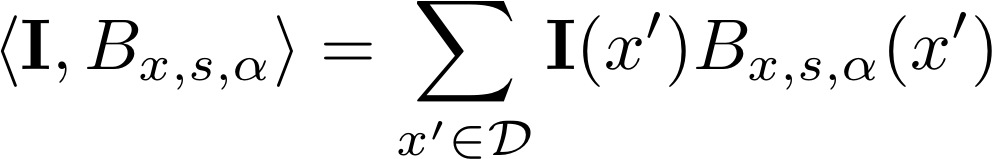 ⟨𝐈, B_{x,s,α}⟩ = ∑_{x′∈𝒟} 𝐈(x′)B_{x,s,α}(x′)